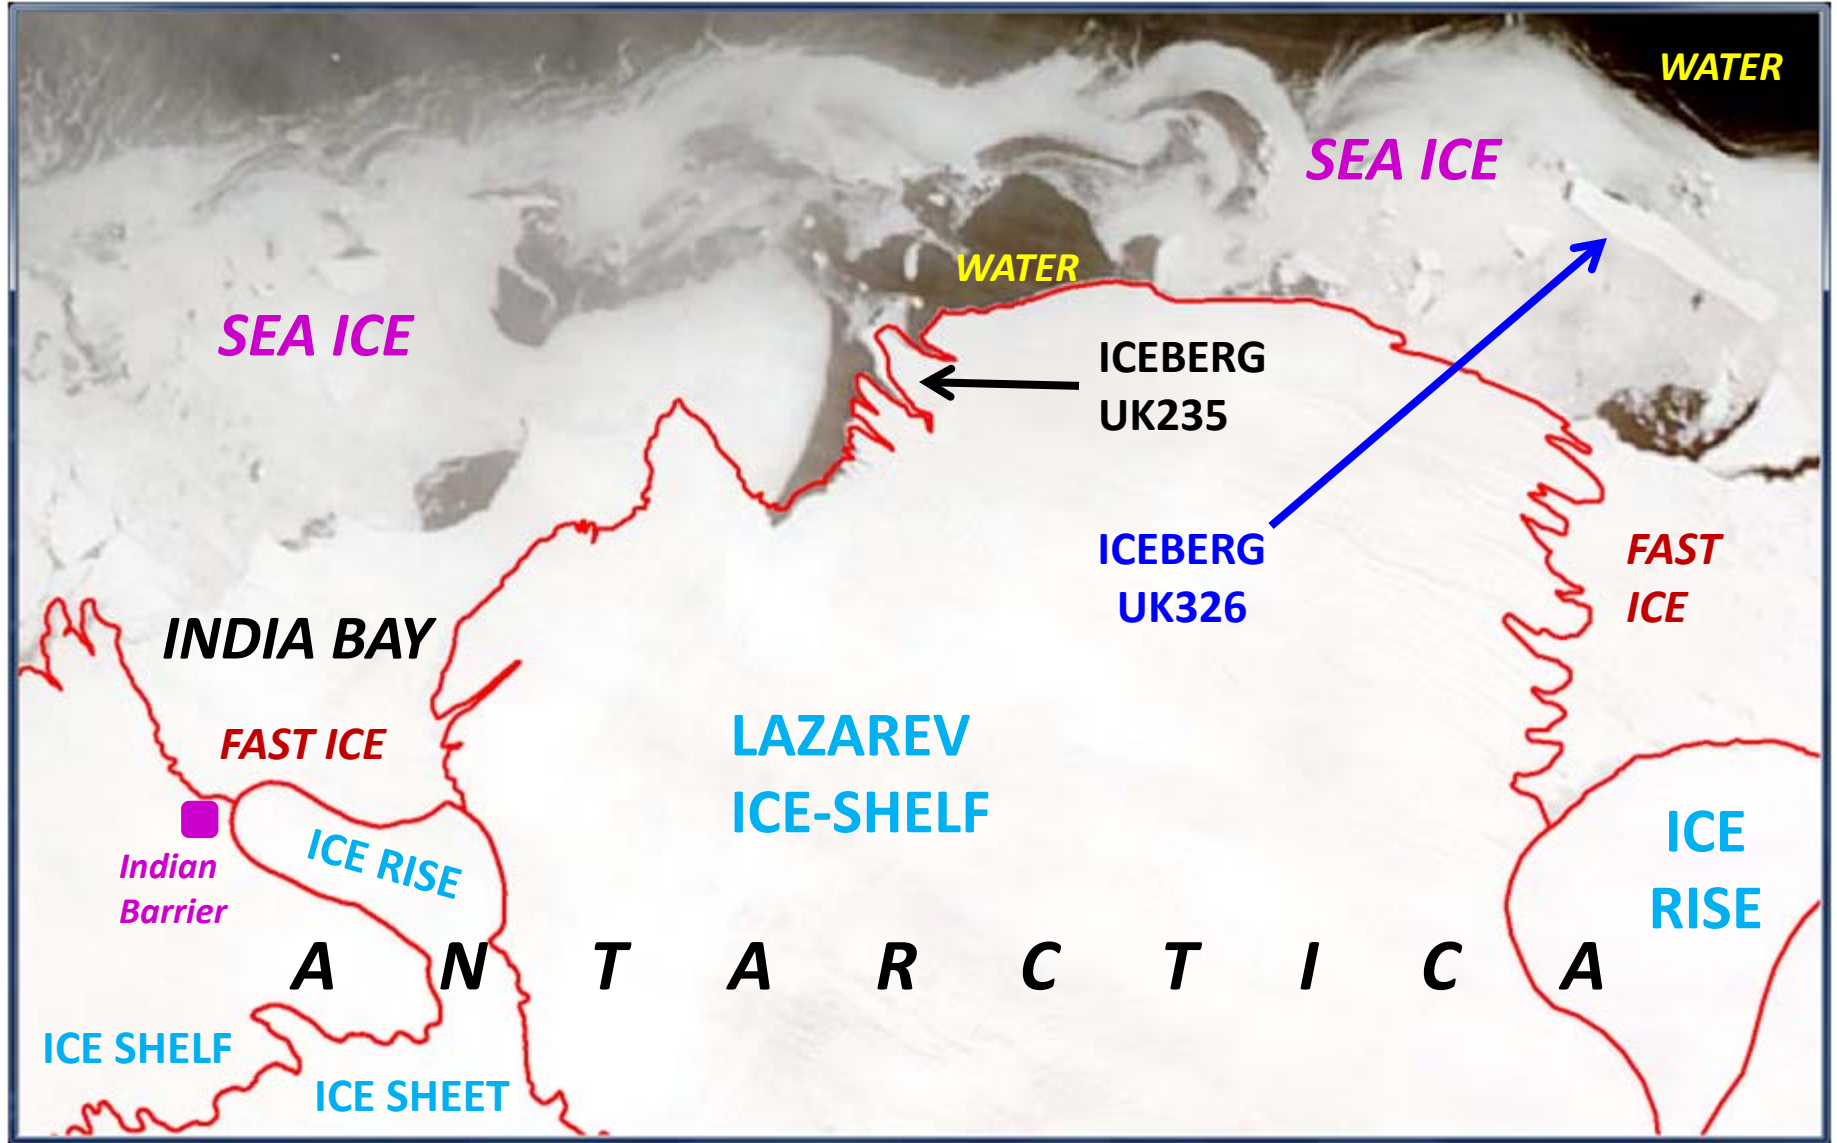 WATER
SEA ICE
WATER
SEA ICE
ICEBERG
UK235
ICEBERG
UK326
FAST
ICE
INDIA BAY
FAST ICE
LAZAREV
ICE-SHELF
Indian
Barrier
ICE RISE
ICE
RISE
A N T A R C T I C A
ICE SHELF
ICE SHEET